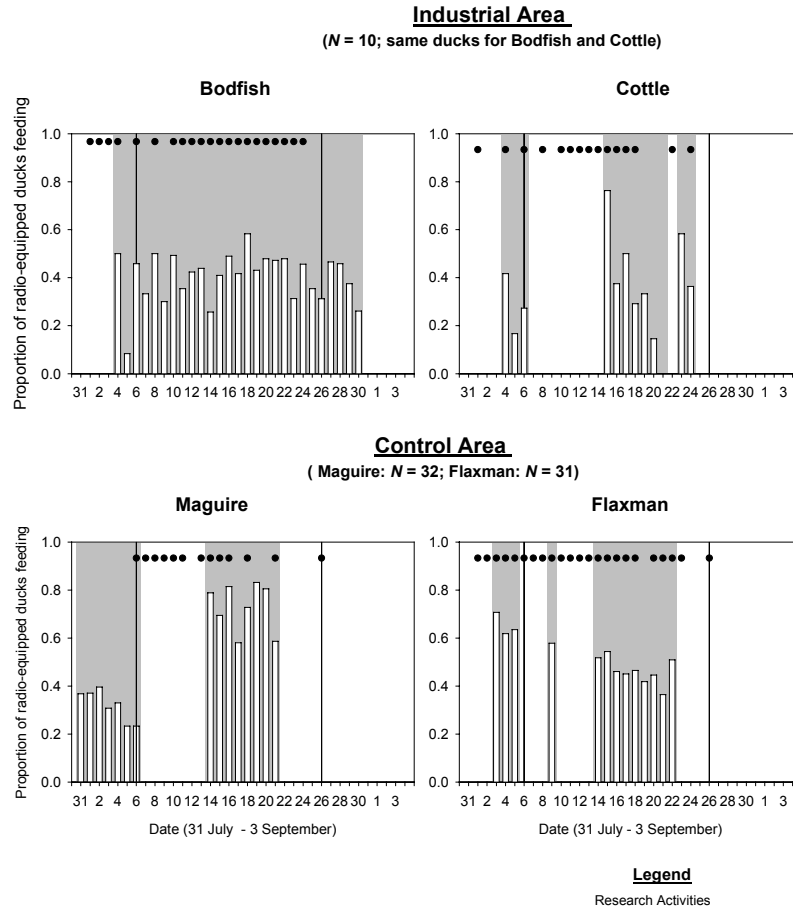 Industrial Area
(N = 10; same ducks for Bodfish and Cottle)
Bodfish
Cottle
Proportion of radio-equipped ducks feeding
1.0
0.8
0.6
0.4
0.2
0.0
31 2 4 6 8 10 12 14 16 18 20 22 24 26 28 30 1 3
1.0
0.8
0.6
0.4
0.2
0.0
31 2 4 6 8 10 12 14 16 18 20 22 24 26 28 30 1 3
Control Area
( Maguire: N = 32; Flaxman: N = 31)
Maguire
Flaxman
Proportion of radio-equipped ducks feeding
1.0
0.8
0.6
0.4
0.2
0.0
31 2 4 6 8 10 12 14 16 18 20 22 24 26 28 30 1 3
Date (31 July - 3 September)
1.0
0.8
0.6
0.4
0.2
0.0
31 2 4 6 8 10 12 14 16 18 20 22 24 26 28 30 1 3
Date (31 July - 3 September)
Legend
Research Activities